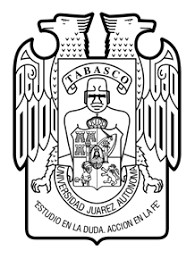 TABASCO
UNIVERSIDAD JUAREZ AUTONOMA
ESTUDIO EN LA DUDA. ACCION EN LA FE